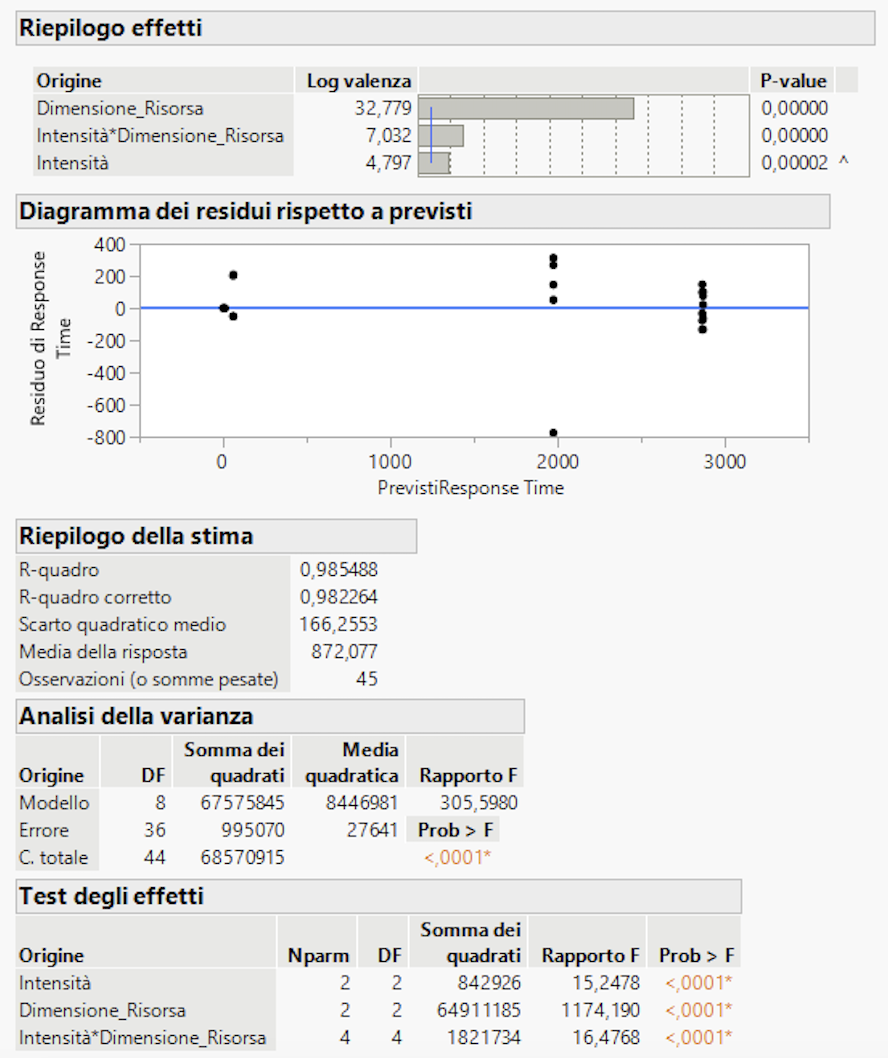 Riepilogo effetti
Origine Log valenza P-value
Dimensione_Risorsa 32,779 0,00000
Intensità*Dimensione_Risorsa 7,032 0,00000
Intensità 4,797 0,00002 ^
Diagramma dei residui rispetto a previsti
Residuo di Response
Time
400
200
0
-200
-400
-600
-800
0 1000 2000 3000
PrevistiResponse Time
Riepilogo della stima
R-quadro 0,985488
R-quadro corretto 0,982264
Scarto quadratico medio 166,2553
Media della risposta 872,077
Osservazioni (o somme pesate) 45
Analisi della varianza
Somma dei Media
Origine DF quadrati quadratica Rapporto F
Modello 8 67575845 8446981 305,5980
Errore 36 995070 27641 Prob > F
C. totale 44 68570915 <,0001*
Test degli effetti
Somma dei
Origine Nparm DF quadrati Rapporto F Prob > F
Intensità 2 2 842926 15,2478 <,0001*
Dimensione_Risorsa 2 2 64911185 1174,190 <,0001*
Intensità*Dimensione_Risorsa 4 4 1821734 16,4768 <,0001*